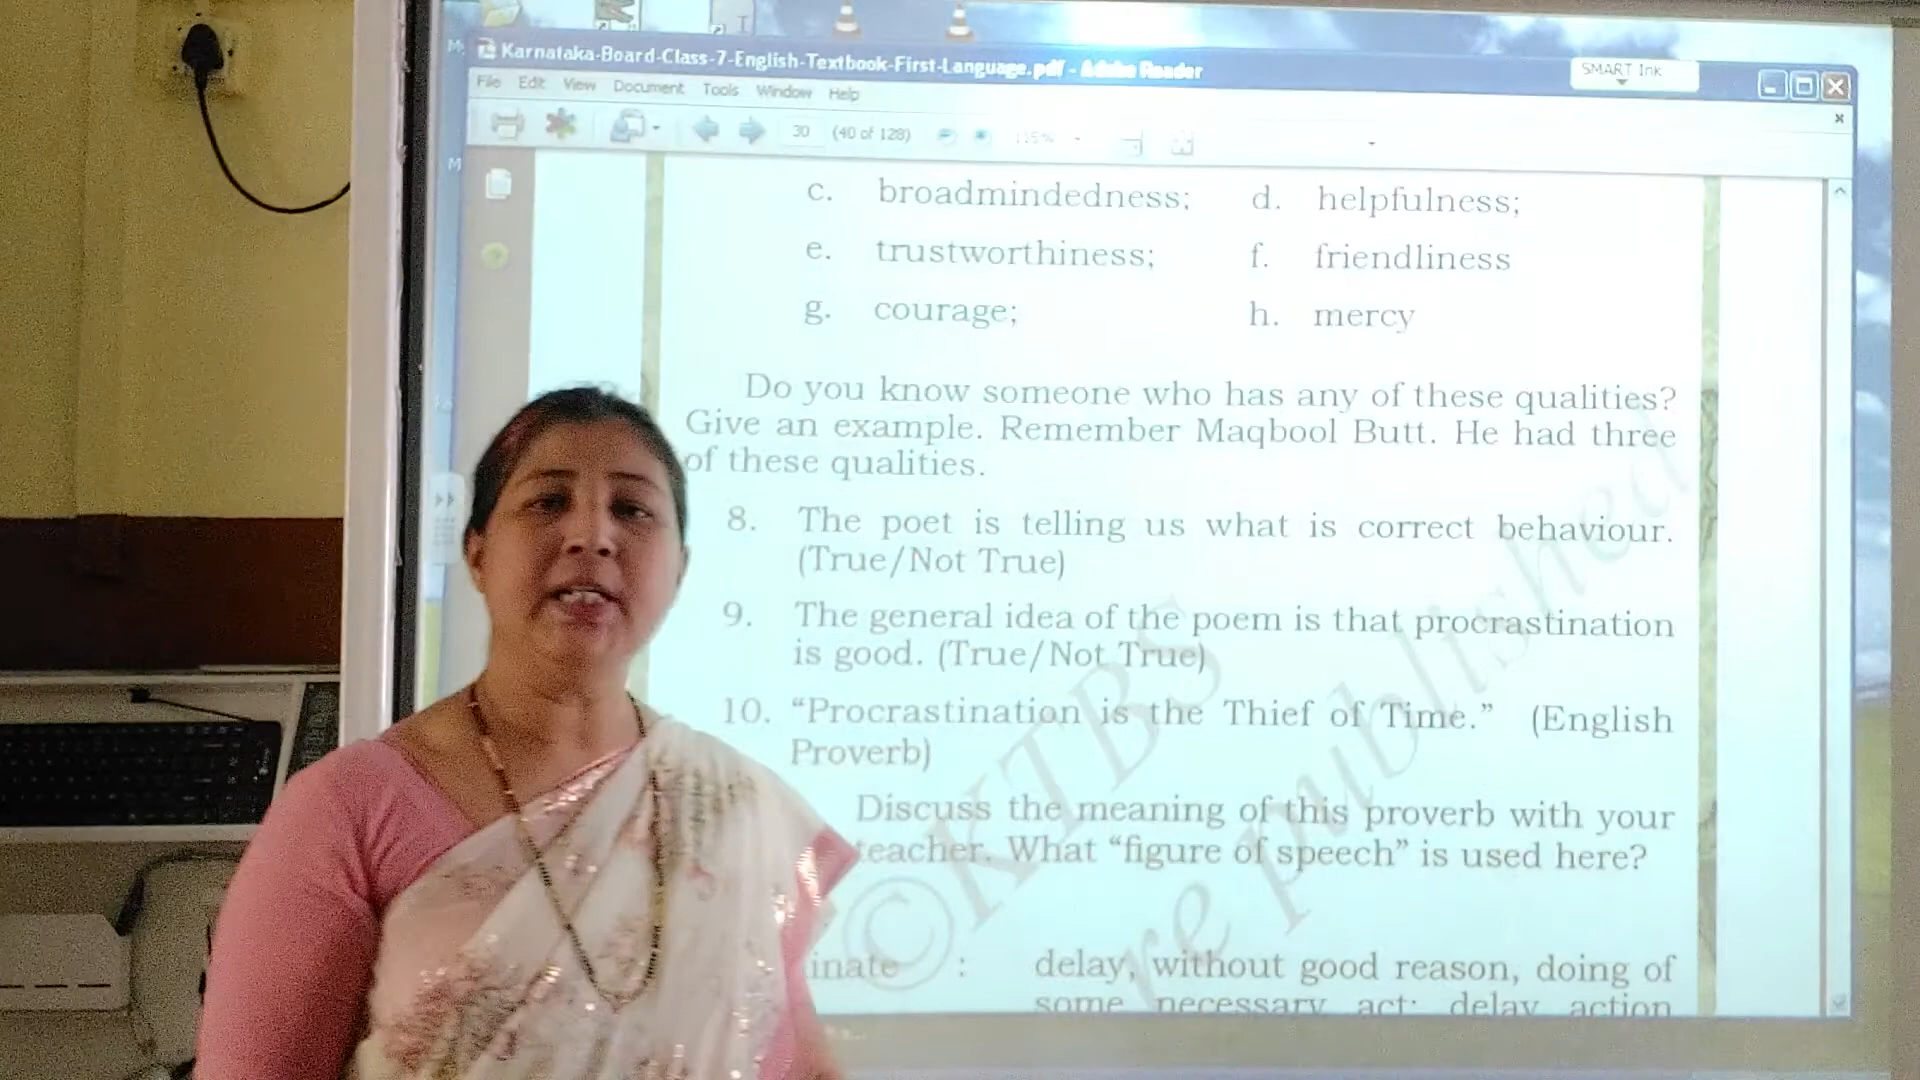 Karnataka-Board-Class-7-English-Textbook-First-Language.pdf - Adobe Reader
SMART Ink
File Edit View Document Tools Window Help
30 (40 of 128) 115%
c. broadmindedness; d. helpfulness;
e. trustworthiness; f. friendliness
g. courage; h. mercy
Do you know someone who has any of these qualities?
Give an example. Remember Maqbool Butt. He had three
of these qualities.
8. The poet is telling us what is correct behaviour.
(True/Not True)
9. The general idea of the poem is that procrastination
is good. (True/Not True)
10. “Procrastination is the Thief of Time.” (English
Proverb)
Discuss the meaning of this proverb with your
teacher. What “figure of speech” is used here?
inate : delay, without good reason, doing of
some necessary act; delay action
©KTBS
re published